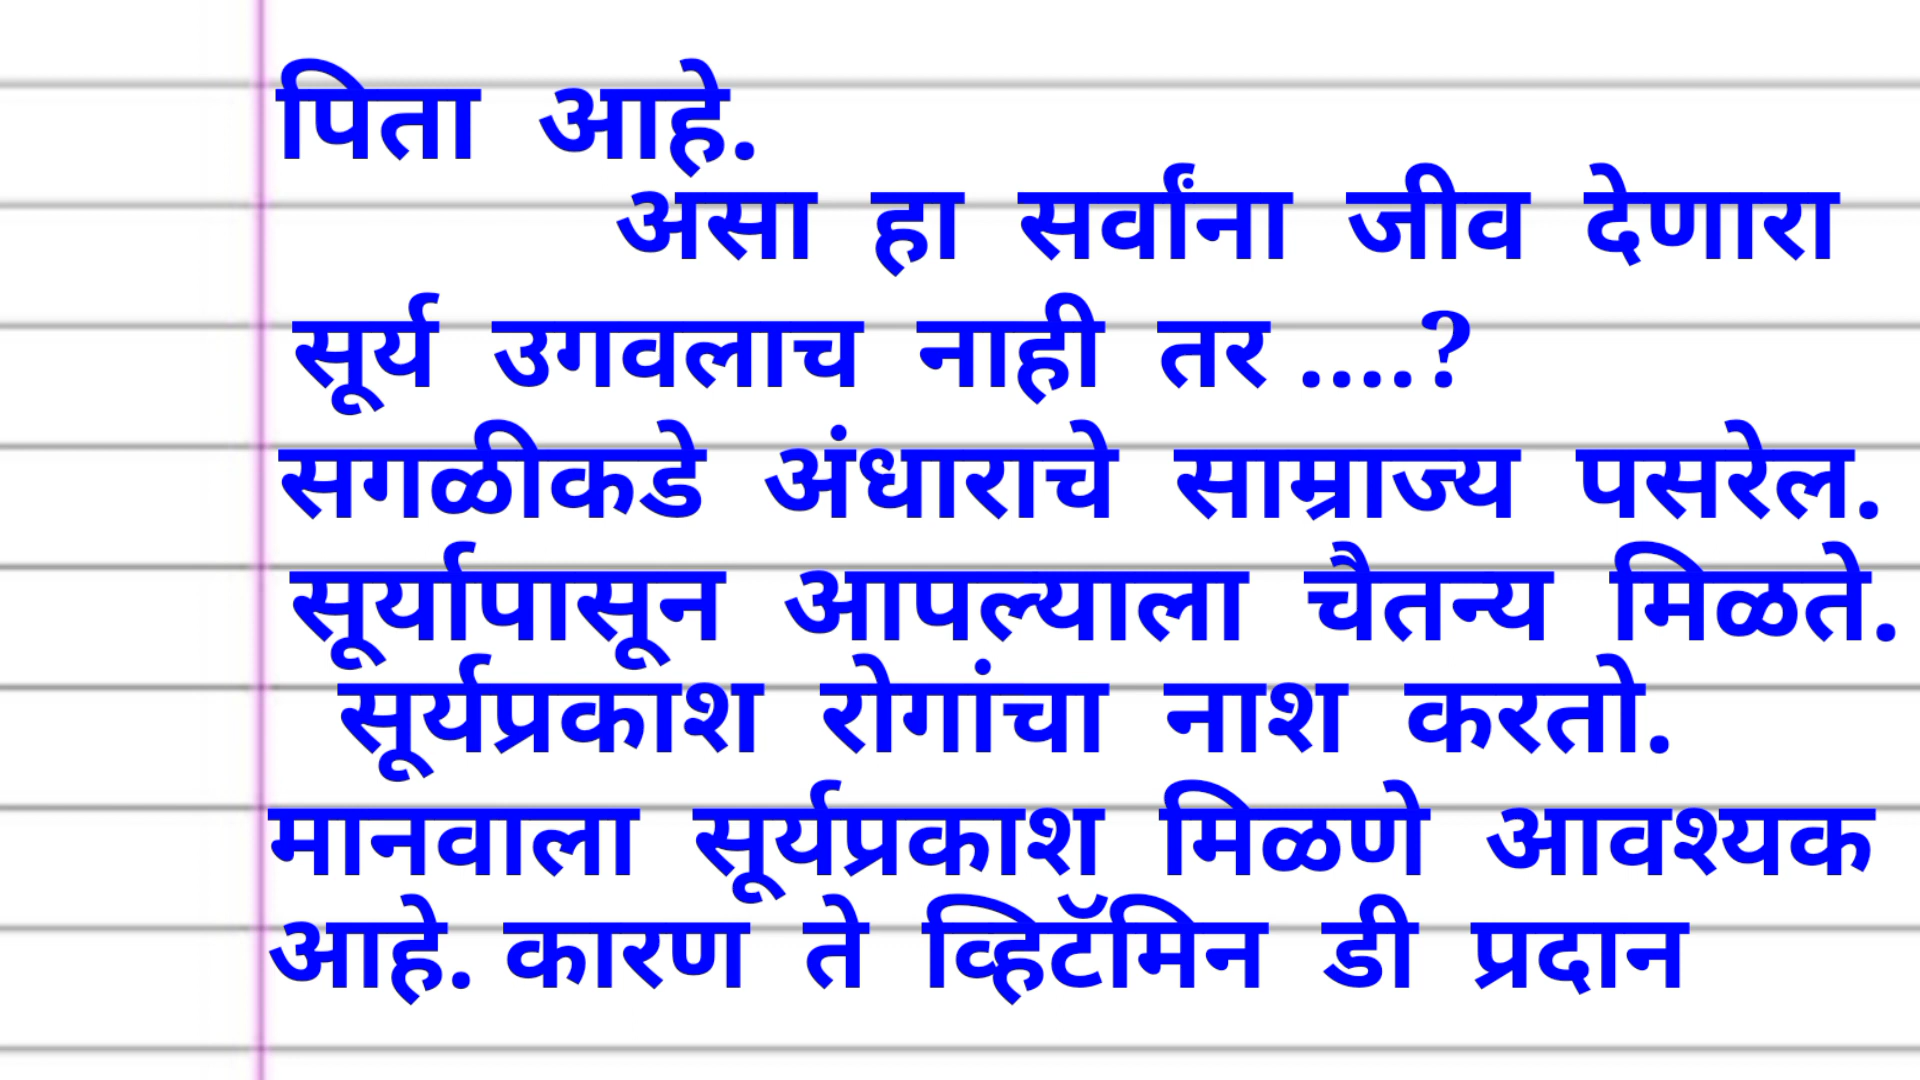 पिता आहे.
असा हा सर्वांना जीव देणारा
सूर्य उगवलाच नाही तर ....?
सगळीकडे अंधाराचे साम्राज्य पसरेल.
सूर्यापासून आपल्याला चैतन्य मिळते.
सूर्यप्रकाश रोगांचा नाश करतो.
मानवाला सूर्यप्रकाश मिळणे आवश्यक
आहे. कारण ते व्हिटॅमिन डी प्रदान